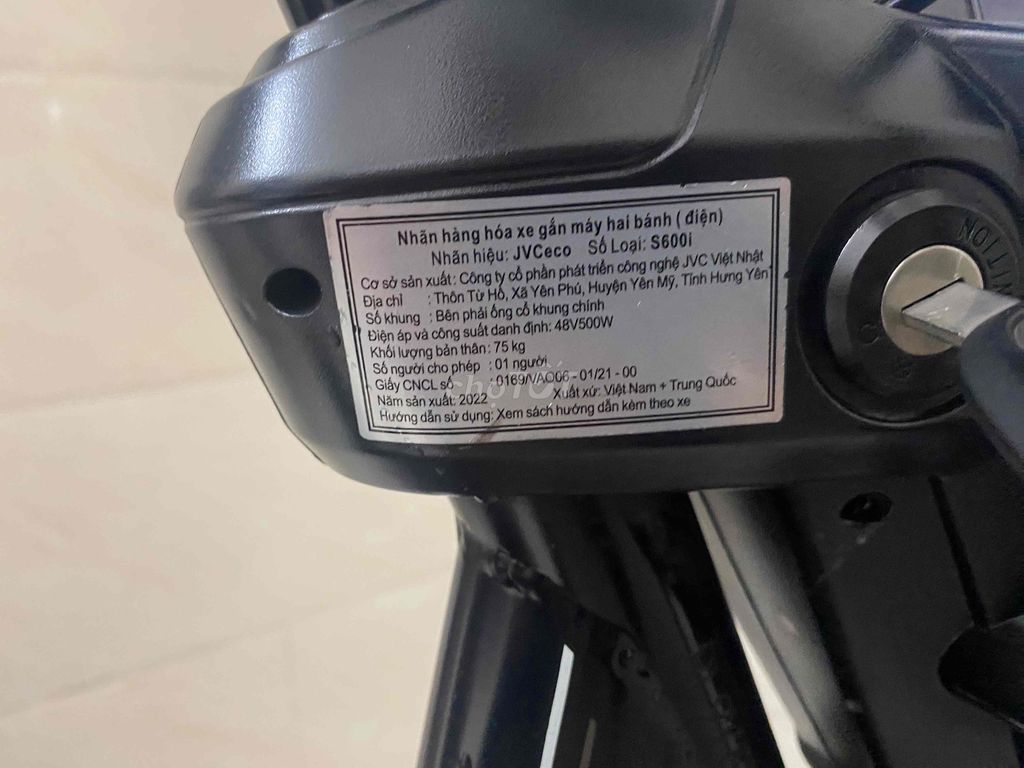 Nhãn hàng hóa xe gắn máy hai bánh ( điện)
Nhãn hiệu: JVCeco Số Loại: S600i
Cơ sở sản xuất : Công ty cổ phần phát triển công nghệ JVC Việt Nhật
Địa chỉ : Thôn Từ Hồ, Xã Yên Phú, Huyện Yên Mỹ, Tỉnh Hưng Yên
Số khung : Bên phải ống cổ khung chính
Điện áp và công suất danh định: 48V500W
Khối lượng bản thân : 75 kg
Số người cho phép : 01 người
Giấy CNCL số : 0169/VAQ06 - 01/21 - 00
Năm sản xuất: 2022 Xuất xứ: Việt Nam + Trung Quốc
Hướng dẫn sử dụng: Xem sách hướng dẫn kèm theo xe
chợTỐT